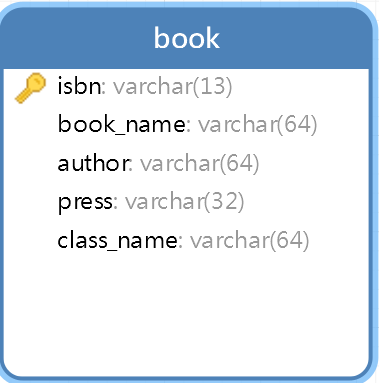 book
isbn: varchar(13)
book_name: varchar(64)
author: varchar(64)
press: varchar(32)
class_name: varchar(64)